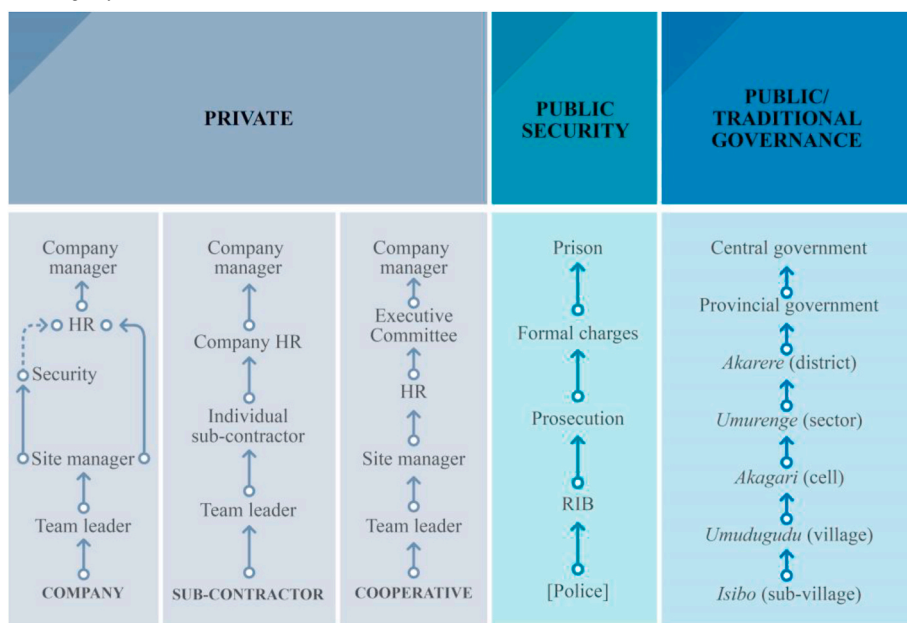 PRIVATE
PUBLIC
SECURITY
PUBLIC/
TRADITIONAL
GOVERNANCE
Company
manager
HR
Security
Site manager
Team leader
COMPANY
Company
manager
Company HR
Individual
sub-contractor
Team leader
SUB-CONTRACTOR
Company
manager
Executive
Committee
HR
Site manager
Team leader
COOPERATIVE
Prison
Formal charges
Prosecution
RIB
[Police]
Central government
Provincial government
Akarere (district)
Umurenge (sector)
Akagari (cell)
Umudugudu (village)
Isibo (sub-village)